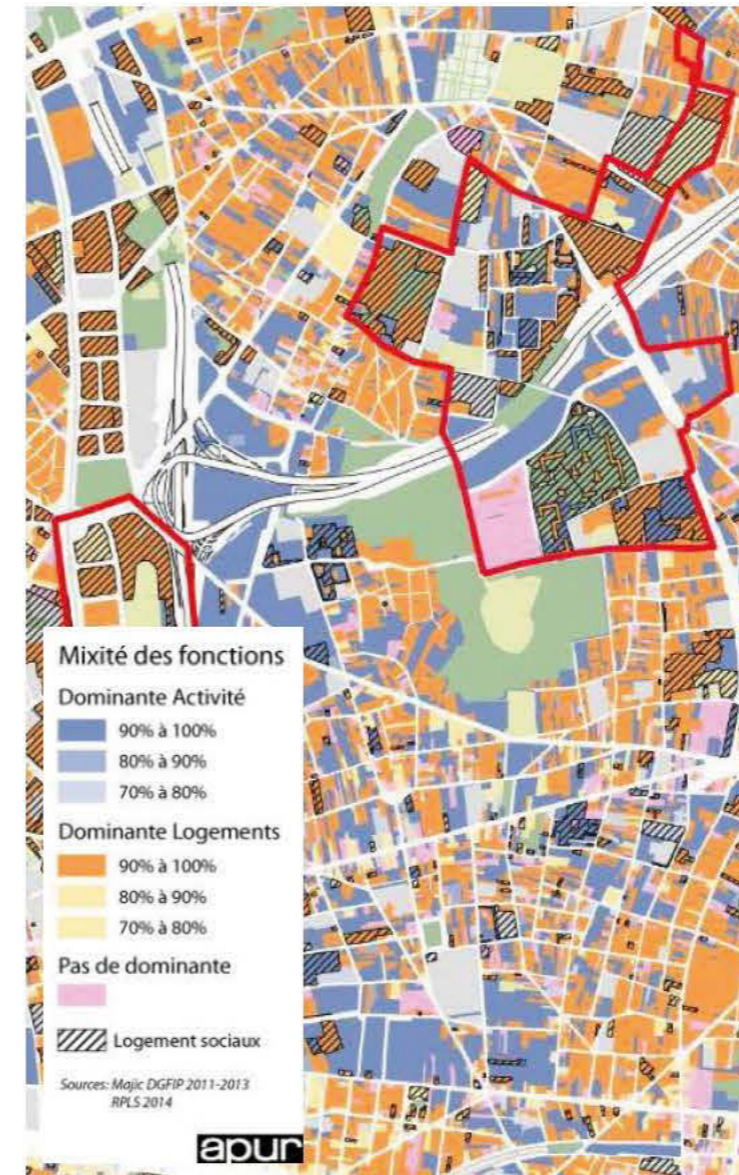 Mixité des fonctions
Dominante Activité
90% à 100%
80% à 90%
70% à 80%
Dominante Logements
90% à 100%
80% à 90%
70% à 80%
Pas de dominante
Logement sociaux
Sources: Majic DGFIP 2011-2013
RPLS 2014
apur